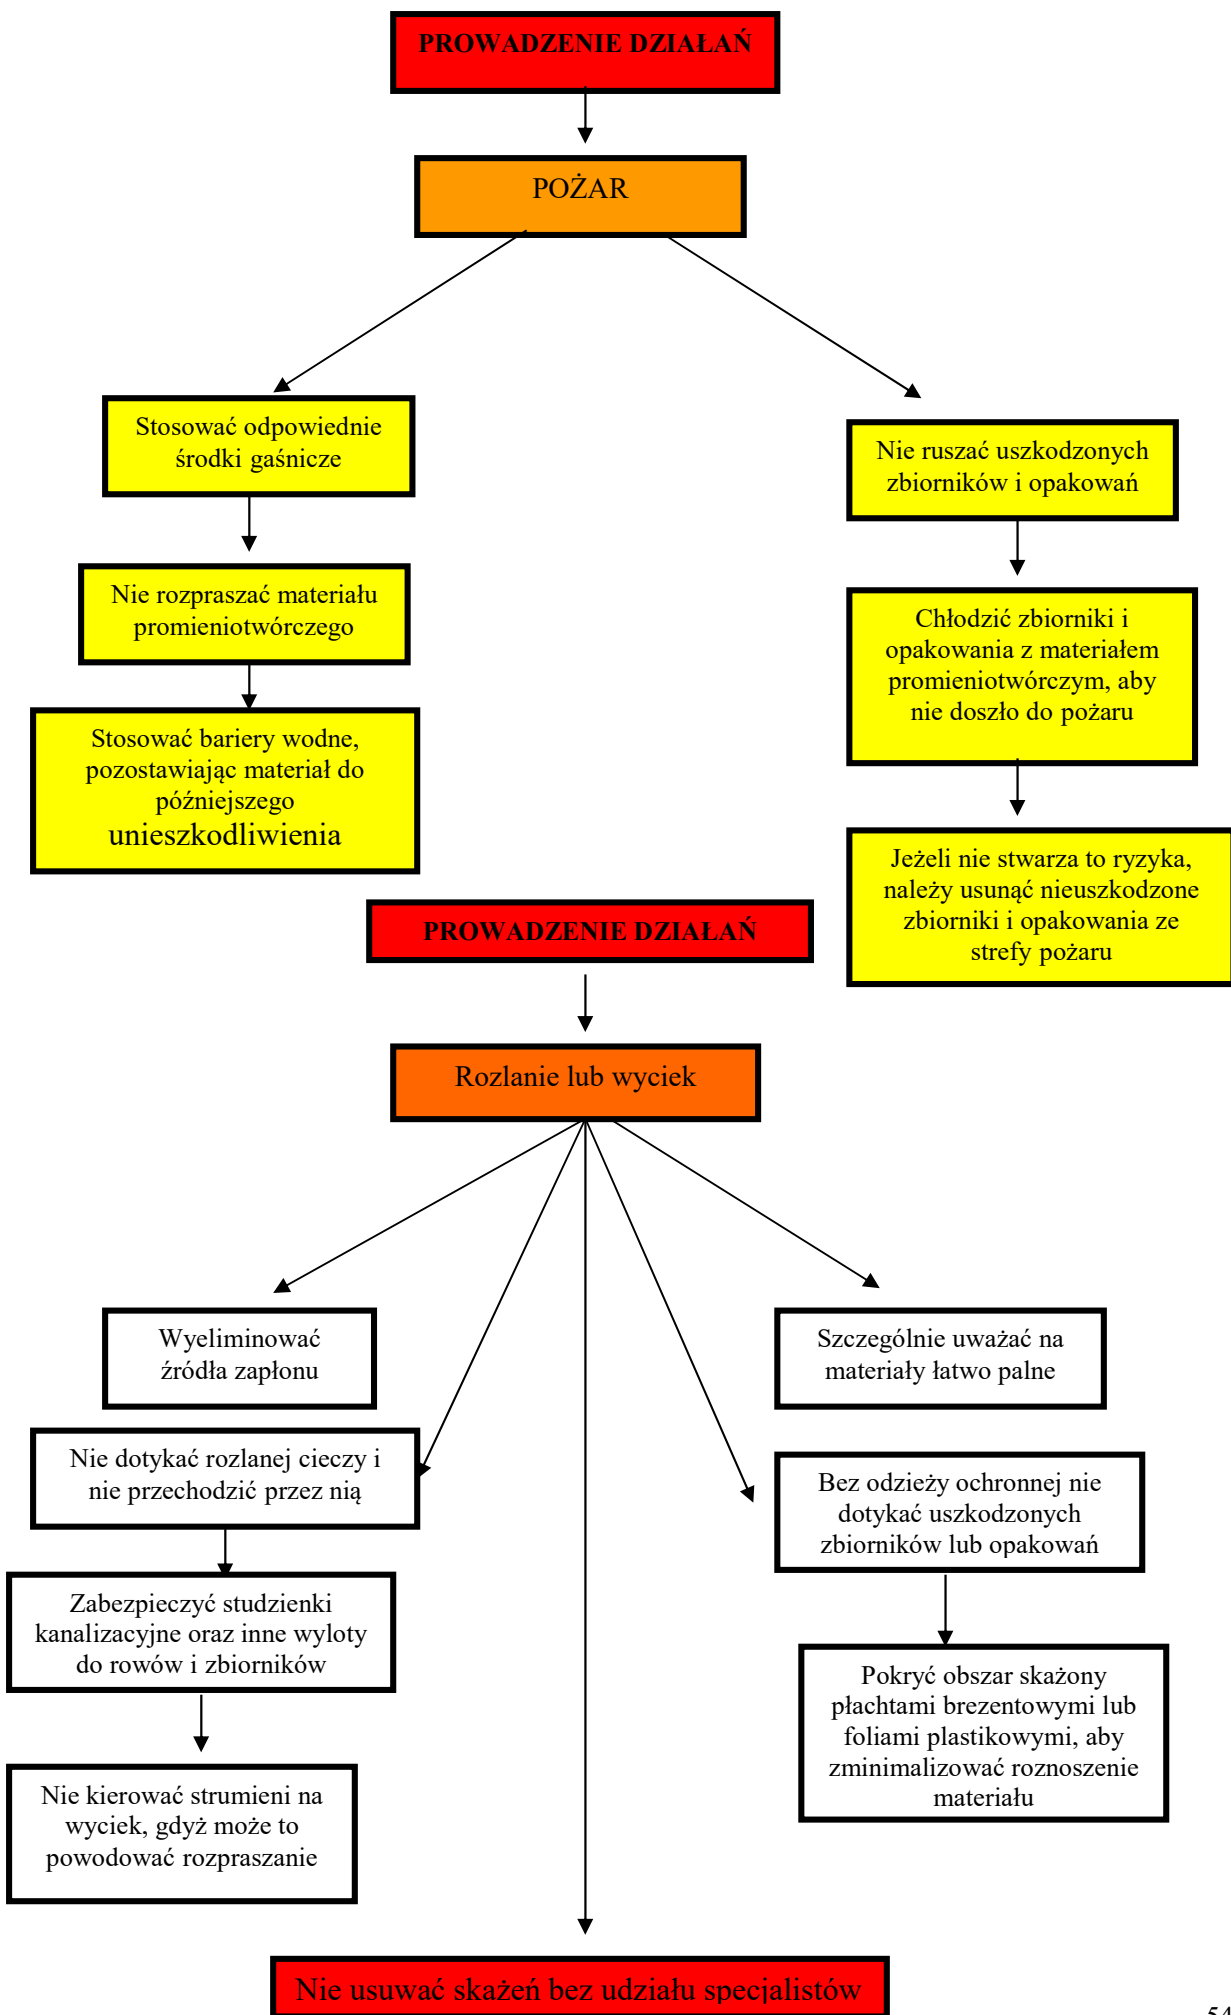 PROWADZENIE DZIAŁAŃ
POŻAR
Stosować odpowiednie
środki gaśnicze
Nie rozpraszać materiału
promieniotwórczego
Stosować bariery wodne,
pozostawiając materiał do
późniejszego
unieszkodliwienia
Nie ruszać uszkodzonych
zbiorników i opakowań
Chłodzić zbiorniki i
opakowania z materiałem
promieniotwórczym, aby
nie doszło do pożaru
Jeżeli nie stwarza to ryzyka,
należy usunąć nieuszkodzone
zbiorniki i opakowania ze
strefy pożaru
PROWADZENIE DZIAŁAŃ
Rozlanie lub wyciek
Wyeliminować
źródła zapłonu
Nie dotykać rozlanej cieczy i
nie przechodzić przez nią
Zabezpieczyć studzienki
kanalizacyjne oraz inne wyloty
do rowów i zbiorników
Nie kierować strumieni na
wyciek, gdyż może to
powodować rozpraszanie
Szczególnie uważać na
materiały łatwo palne
Bez odzieży ochronnej nie
dotykać uszkodzonych
zbiorników lub opakowań
Pokryć obszar skażony
płachtami brezentowymi lub
foliami plastikowymi, aby
zminimalizować roznoszenie
materiału
Nie usuwać skażeń bez udziału specjalistów
54